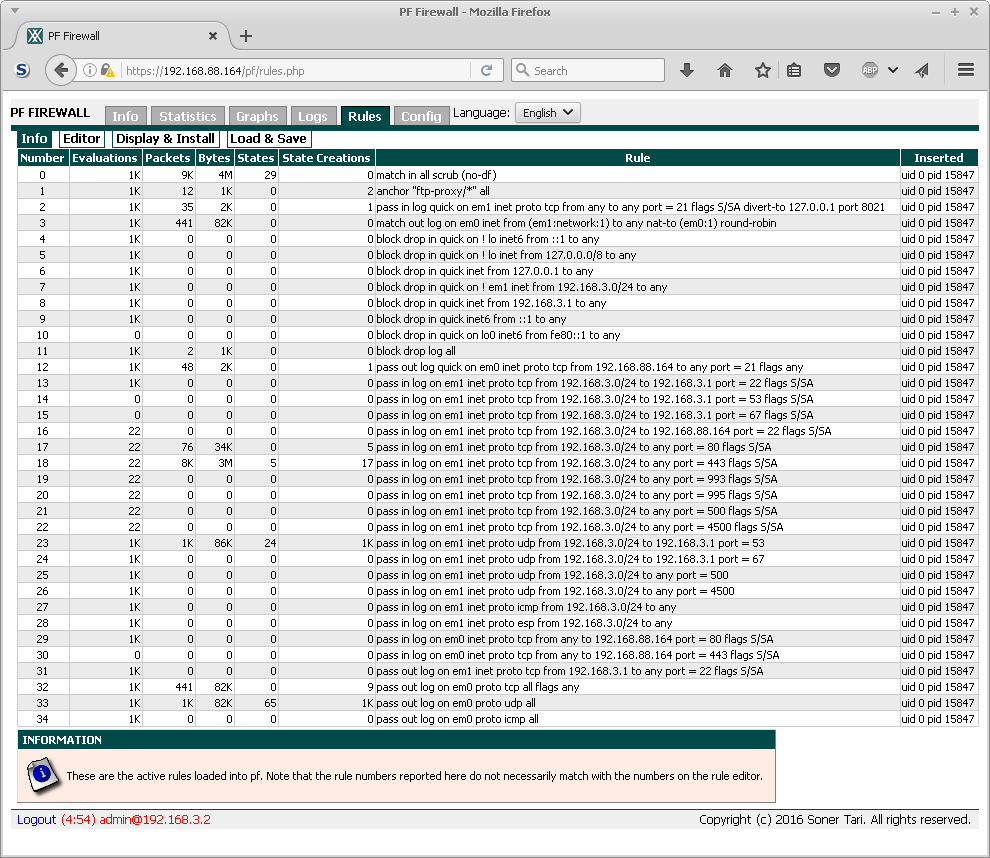 PF Firewall - Mozilla Firefox
PF Firewall
https://192.168.88.164/pf/rules.php
Search
S
ABP
PF FIREWALL Info Statistics Graphs Logs Rules Config Language: English
Info Editor Display & Install Load & Save
Number Evaluations Packets Bytes States State Creations Rule Inserted
0 1K 9K 4M 29 0 match in all scrub (no-df) uid 0 pid 15847
1 1K 12 1K 0 2 anchor "ftp-proxy/*" all uid 0 pid 15847
2 1K 35 2K 0 1 pass in log quick on em1 inet proto tcp from any to any port = 21 flags S/SA divert-to 127.0.0.1 port 8021 uid 0 pid 15847
3 1K 441 82K 0 0 match out log on em0 inet from (em1:network:1) to any nat-to (em0:1) round-robin uid 0 pid 15847
4 1K 0 0 0 0 block drop in quick on ! lo inet6 from ::1 to any uid 0 pid 15847
5 1K 0 0 0 0 block drop in quick on ! lo inet from 127.0.0.0/8 to any uid 0 pid 15847
6 1K 0 0 0 0 block drop in quick inet from 127.0.0.1 to any uid 0 pid 15847
7 1K 0 0 0 0 block drop in quick on ! em1 inet from 192.168.3.0/24 to any uid 0 pid 15847
8 1K 0 0 0 0 block drop in quick inet from 192.168.3.1 to any uid 0 pid 15847
9 1K 0 0 0 0 block drop in quick inet6 from ::1 to any uid 0 pid 15847
10 0 0 0 0 0 block drop in quick on lo0 inet6 from fe80::1 to any uid 0 pid 15847
11 1K 2 1K 0 0 block drop log all uid 0 pid 15847
12 1K 48 2K 0 1 pass out log quick on em0 inet proto tcp from 192.168.88.164 to any port = 21 flags any uid 0 pid 15847
13 1K 0 0 0 0 pass in log on em1 inet proto tcp from 192.168.3.0/24 to 192.168.3.1 port = 22 flags S/SA uid 0 pid 15847
14 0 0 0 0 0 pass in log on em1 inet proto tcp from 192.168.3.0/24 to 192.168.3.1 port = 53 flags S/SA uid 0 pid 15847
15 0 0 0 0 0 pass in log on em1 inet proto tcp from 192.168.3.0/24 to 192.168.3.1 port = 67 flags S/SA uid 0 pid 15847
16 22 0 0 0 0 pass in log on em1 inet proto tcp from 192.168.3.0/24 to 192.168.88.164 port = 22 flags S/SA uid 0 pid 15847
17 22 76 34K 0 5 pass in log on em1 inet proto tcp from 192.168.3.0/24 to any port = 80 flags S/SA uid 0 pid 15847
18 22 8K 3M 5 17 pass in log on em1 inet proto tcp from 192.168.3.0/24 to any port = 443 flags S/SA uid 0 pid 15847
19 22 0 0 0 0 pass in log on em1 inet proto tcp from 192.168.3.0/24 to any port = 993 flags S/SA uid 0 pid 15847
20 22 0 0 0 0 pass in log on em1 inet proto tcp from 192.168.3.0/24 to any port = 995 flags S/SA uid 0 pid 15847
21 22 0 0 0 0 pass in log on em1 inet proto tcp from 192.168.3.0/24 to any port = 500 flags S/SA uid 0 pid 15847
22 22 0 0 0 0 pass in log on em1 inet proto tcp from 192.168.3.0/24 to any port = 4500 flags S/SA uid 0 pid 15847
23 1K 1K 86K 24 1K pass in log on em1 inet proto udp from 192.168.3.0/24 to 192.168.3.1 port = 53 uid 0 pid 15847
24 1K 0 0 0 0 pass in log on em1 inet proto udp from 192.168.3.0/24 to 192.168.3.1 port = 67 uid 0 pid 15847
25 1K 0 0 0 0 pass in log on em1 inet proto udp from 192.168.3.0/24 to any port = 500 uid 0 pid 15847
26 1K 0 0 0 0 pass in log on em1 inet proto udp from 192.168.3.0/24 to any port = 4500 uid 0 pid 15847
27 1K 0 0 0 0 pass in log on em1 inet proto icmp from 192.168.3.0/24 to any uid 0 pid 15847
28 1K 0 0 0 0 pass in log on em1 inet proto esp from 192.168.3.0/24 to any uid 0 pid 15847
29 1K 0 0 0 0 pass in log on em0 inet proto tcp from any to 192.168.88.164 port = 80 flags S/SA uid 0 pid 15847
30 0 0 0 0 0 pass in log on em0 inet proto tcp from any to 192.168.88.164 port = 443 flags S/SA uid 0 pid 15847
31 1K 0 0 0 0 pass out log on em1 inet proto tcp from 192.168.3.1 to any port = 22 flags S/SA uid 0 pid 15847
32 1K 441 82K 0 9 pass out log on em0 proto tcp all flags any uid 0 pid 15847
33 1K 1K 82K 65 1K pass out log on em0 proto udp all uid 0 pid 15847
34 1K 0 0 0 0 pass out log on em0 proto icmp all uid 0 pid 15847
INFORMATION
These are the active rules loaded into pf. Note that the rule numbers reported here do not necessarily match with the numbers on the rule editor.
Logout (4:54) admin@192.168.3.2 Copyright (c) 2016 Soner Tari. All rights reserved.